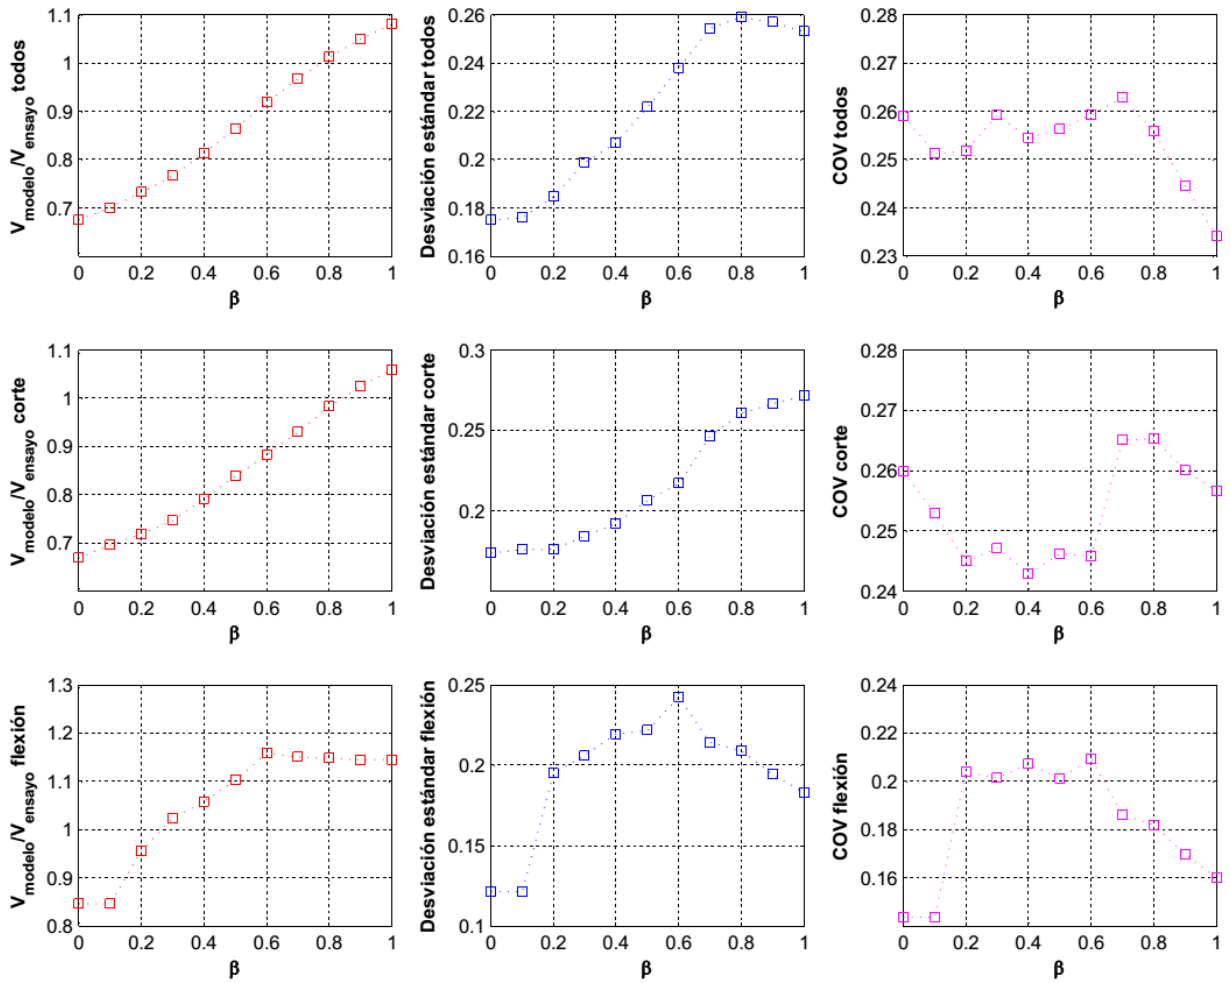 V_modelo/V_ensayo todos
1.1
1
0.9
0.8
0.7
0 0.2 0.4 0.6 0.8 1
β
Desviación estándar todos
0.26
0.24
0.22
0.2
0.18
0.16
0 0.2 0.4 0.6 0.8 1
β
COV todos
0.28
0.27
0.26
0.25
0.24
0.23
0 0.2 0.4 0.6 0.8 1
β
V_modelo/V_ensayo corte
1.1
1
0.9
0.8
0.7
0 0.2 0.4 0.6 0.8 1
β
Desviación estándar corte
0.3
0.25
0.2
0 0.2 0.4 0.6 0.8 1
β
COV corte
0.28
0.27
0.26
0.25
0.24
0 0.2 0.4 0.6 0.8 1
β
V_modelo/V_ensayo flexión
1.3
1.2
1.1
1
0.9
0.8
0 0.2 0.4 0.6 0.8 1
β
Desviación estándar flexión
0.25
0.2
0.15
0.1
0 0.2 0.4 0.6 0.8 1
β
COV flexión
0.24
0.22
0.2
0.18
0.16
0 0.2 0.4 0.6 0.8 1
β